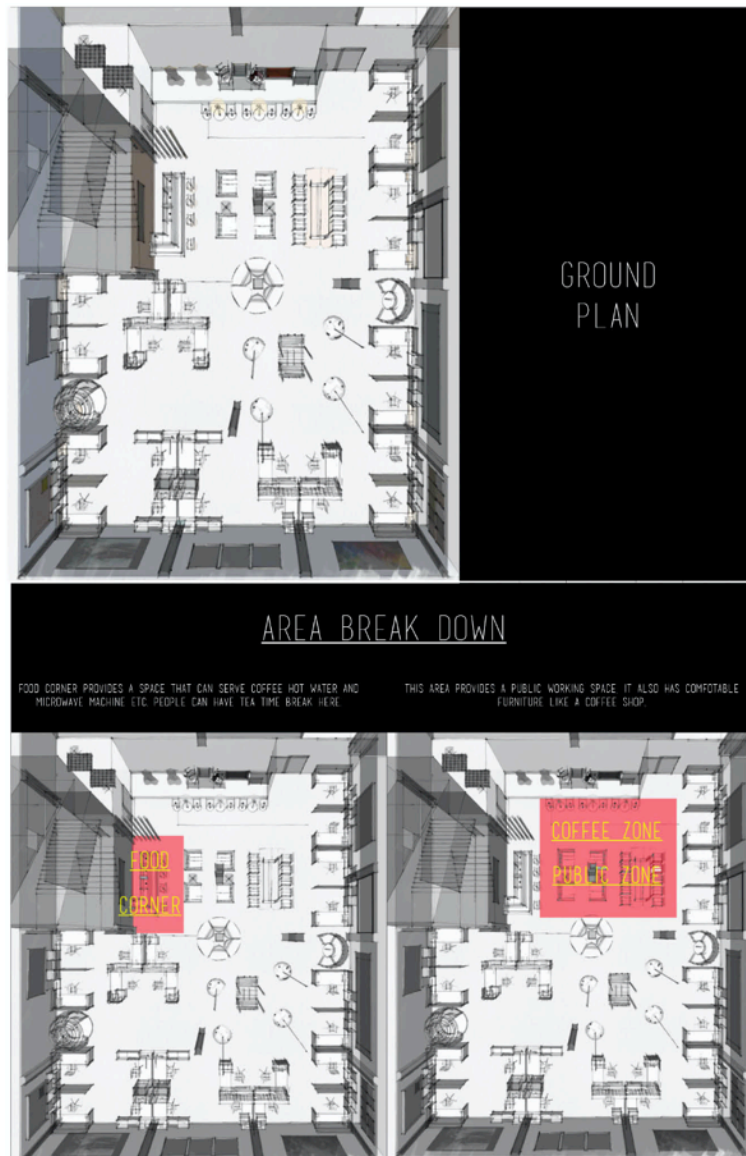 GROUND
PLAN
AREA BREAK DOWN
FOOD CORNER PROVIDES A SPACE THAT CAN SERVE COFFEE HOT WATER AND
MICROWAVE MACHINE ETC. PEOPLE CAN HAVE TEA TIME BREAK HERE.
THIS AREA PROVIDES A PUBLIC WORKING SPACE. IT ALSO HAS COMFOTABLE
FURNITURE LIKE A COFFEE SHOP.
FOOD
CORNER
COFFEE ZONE
PUBLIC ZONE